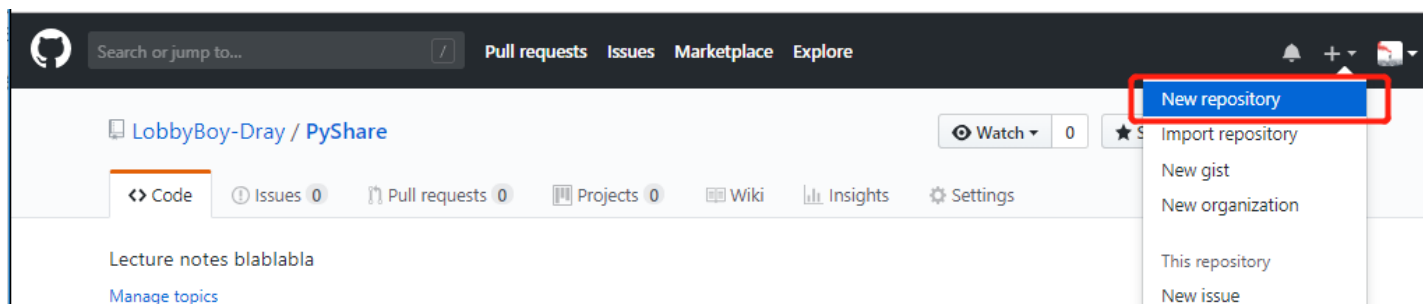 Search or jump to... /
Pull requests Issues Marketplace Explore
New repository
Import repository
New gist
New organization
This repository
New issue
LobbyBoy-Dray / PyShare
Watch 0
Code Issues 0 Pull requests 0 Projects 0 Wiki Insights Settings
Lecture notes blablabla
Manage topics